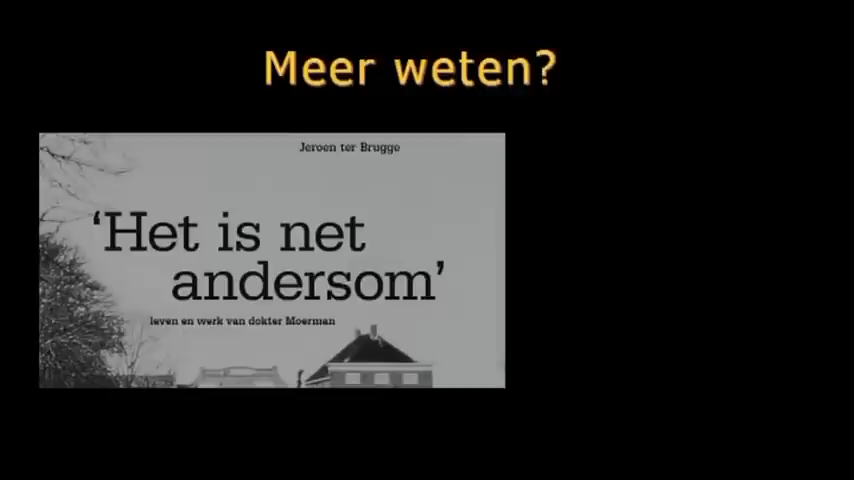 Meer weten?
Jeroen ter Brugge
‘Het is net
andersom’
leven en werk van dokter Moerman